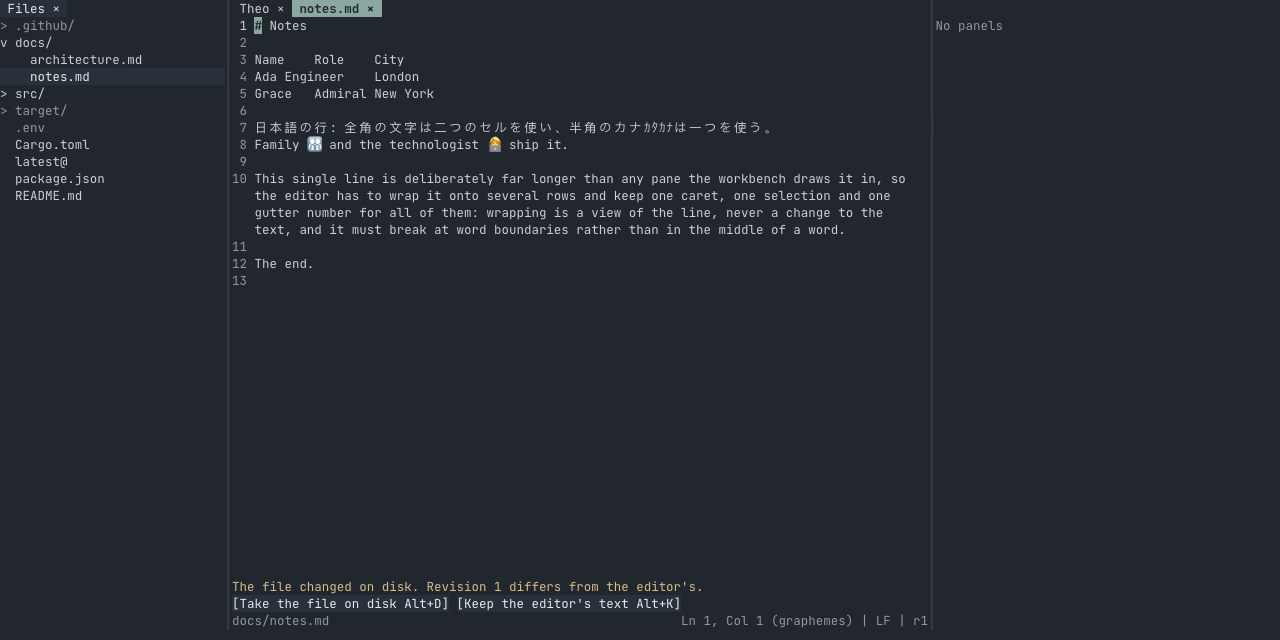 Files ×
> .github/
v docs/
architecture.md
notes.md
> src/
> target/
.env
Cargo.toml
latest@
package.json
README.md
Theo × notes.md ×
1 # Notes
2
3 Name    Role    City
4 Ada Engineer    London
5 Grace   Admiral New York
6
7 日本語の行: 全角の文字は二つのセルを使い、半角のカナカナｶﾀｶﾅは一つを使う。
8 Family 👪 and the technologist 🧑‍💻 ship it.
9
10 This single line is deliberately far longer than any pane the workbench draws it in, so
the editor has to wrap it onto several rows and keep one caret, one selection and one
gutter number for all of them: wrapping is a view of the line, never a change to the
text, and it must break at word boundaries rather than in the middle of a word.
11
12 The end.
13
The file changed on disk. Revision 1 differs from the editor's.
[Take the file on disk Alt+D] [Keep the editor's text Alt+K]
docs/notes.md
Ln 1, Col 1 (graphemes) | LF | r1
No panels